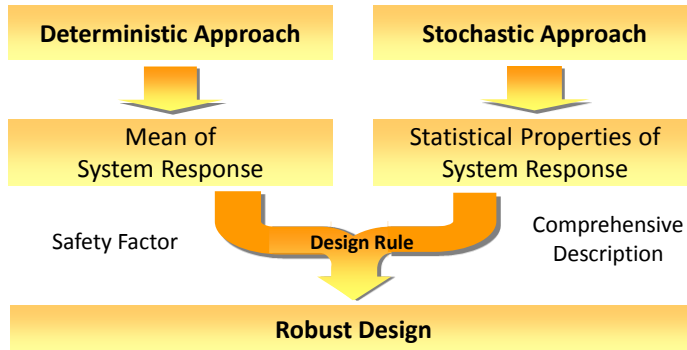 Deterministic Approach
Stochastic Approach
Mean of
System Response
Statistical Properties of
System Response
Safety Factor
Design Rule
Comprehensive
Description
Robust Design